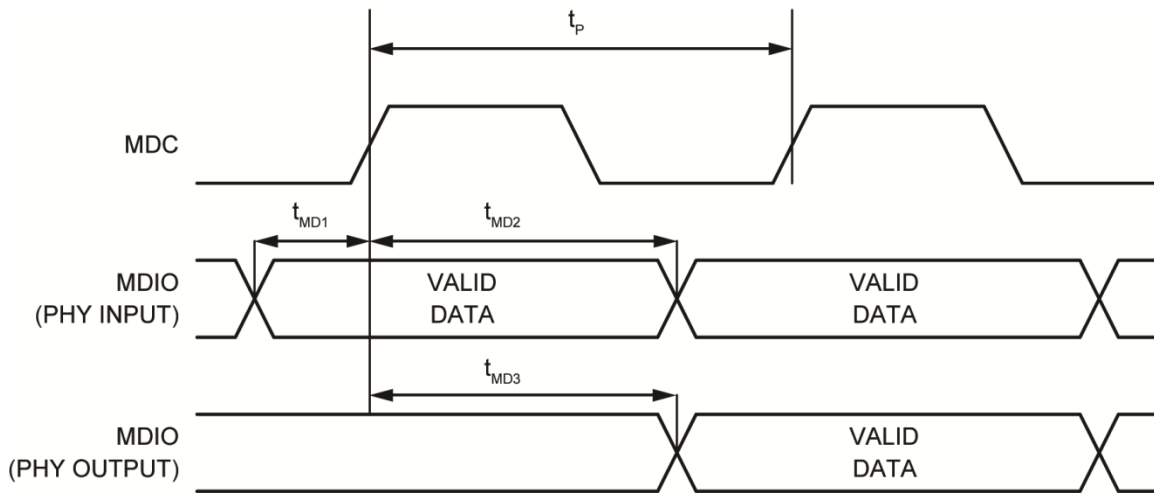 tP
MDC
tMD1
tMD2
MDIO
(PHY INPUT)
VALID
DATA
VALID
DATA
tMD3
MDIO
(PHY OUTPUT)
VALID
DATA